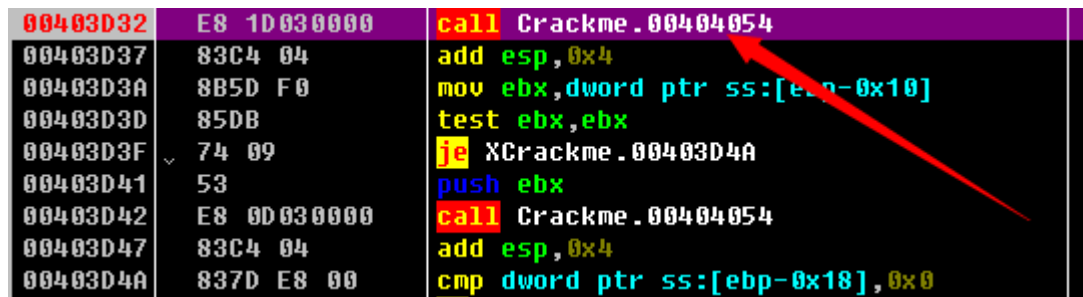 00403D32 E8 1D030000 call Crackme.00404054
00403D37 83C4 04 add esp,0x4
00403D3A 8B5D F0 mov ebx,dword ptr ss:[ebp-0x10]
00403D3D 85DB test ebx,ebx
00403D3F 74 09 je XCrackme.00403D4A
00403D41 53 push ebx
00403D42 E8 0D030000 call Crackme.00404054
00403D47 83C4 04 add esp,0x4
00403D4A 837D E8 00 cmp dword ptr ss:[ebp-0x18],0x0